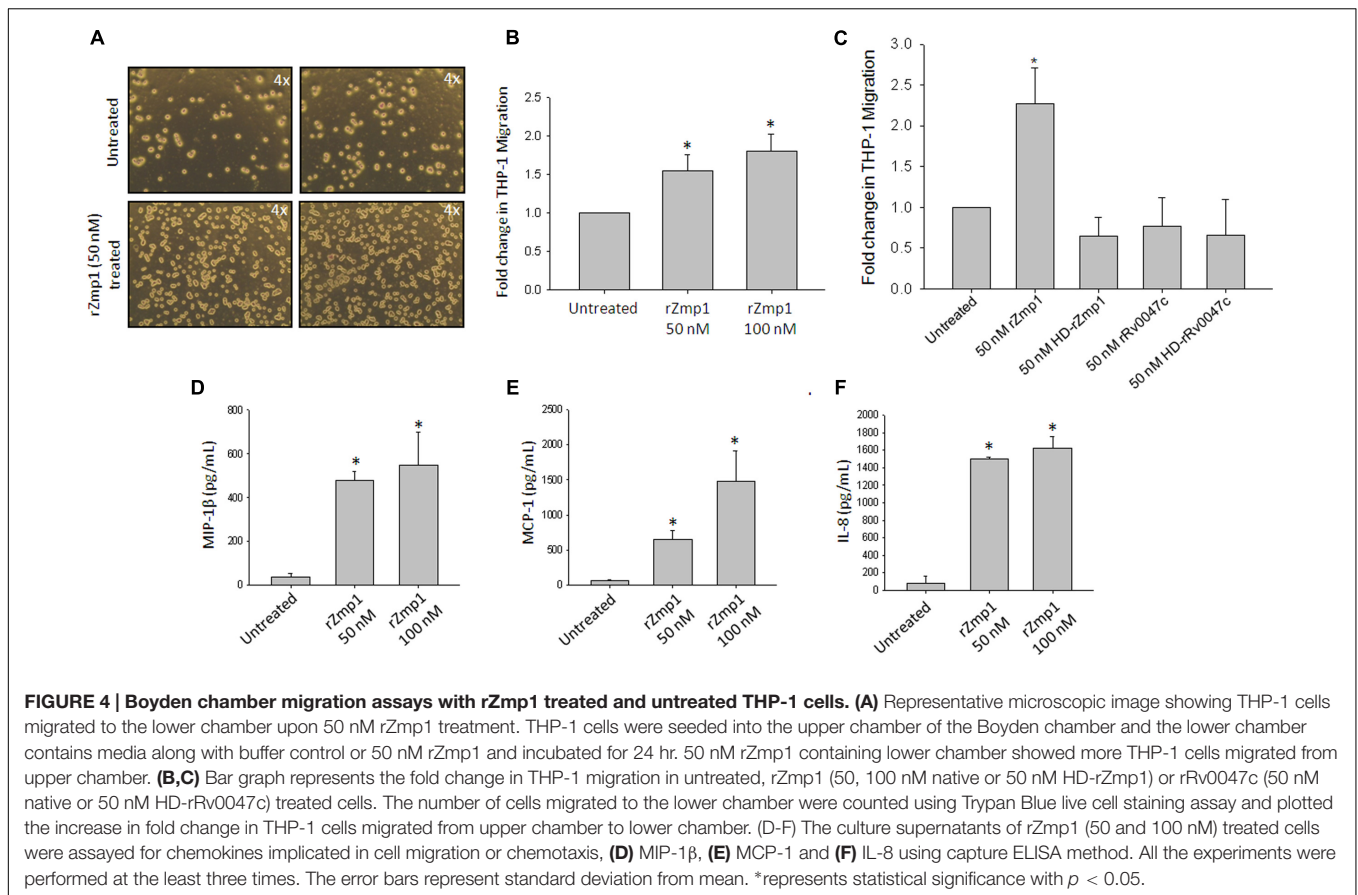 A
Untreated
4x
4x
rZmp1 (50 nM)
treated
4x
4x
B
Fold change in THP-1 Migration
2.5
2.0
1.5
1.0
0.5
0.0
*
*
Untreated
rZmp1
50 nM
rZmp1
100 nM
C
Fold change in THP-1 Migration
3.0
2.5
2.0
1.5
1.0
0.5
0.0
*
Untreated
50 nM rZmp1
50 nM HD-rZmp1
50 nM rRv0047c
50 nM HD-rRv0047c
D
MIP-1β (pg/mL)
800
600
400
200
0
*
*
Untreated
rZmp1
50 nM
rZmp1
100 nM
E
MCP-1 (pg/mL)
2500
2000
1500
1000
500
0
*
*
Untreated
rZmp1
50 nM
rZmp1
100 nM
F
IL-8 (pg/mL)
2000
1800
1600
1400
1200
1000
800
600
400
200
0
*
*
Untreated
rZmp1
50 nM
rZmp1
100 nM
FIGURE 4 | Boyden chamber migration assays with rZmp1 treated and untreated THP-1 cells. (A) Representative microscopic image showing THP-1 cells
migrated to the lower chamber upon 50 nM rZmp1 treatment. THP-1 cells were seeded into the upper chamber of the Boyden chamber and the lower chamber
contains media along with buffer control or 50 nM rZmp1 and incubated for 24 hr. 50 nM rZmp1 containing lower chamber showed more THP-1 cells migrated from
upper chamber. (B,C) Bar graph represents the fold change in THP-1 migration in untreated, rZmp1 (50, 100 nM native or 50 nM HD-rZmp1) or rRv0047c (50 nM
native or 50 nM HD-rRv0047c) treated cells. The number of cells migrated to the lower chamber were counted using Trypan Blue live cell staining assay and plotted
the increase in fold change in THP-1 cells migrated from upper chamber to lower chamber. (D-F) The culture supernatants of rZmp1 (50 and 100 nM) treated cells
were assayed for chemokines implicated in cell migration or chemotaxis, (D) MIP-1β, (E) MCP-1 and (F) IL-8 using capture ELISA method. All the experiments were
performed at the least three times. The error bars represent standard deviation from mean. *represents statistical significance with p < 0.05.